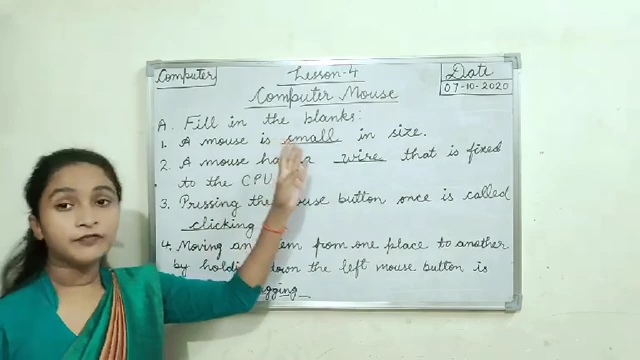 Computer
Lesson-4
Date
07-10-2020
Computer Mouse
A. Fill in the blanks:
1. A mouse is small in size.
2. A mouse has a wire that is fixed
to the CPU
3. Pressing the mouse button once is called
clicking
4. Moving an item from one place to another
by holding down the left mouse button is